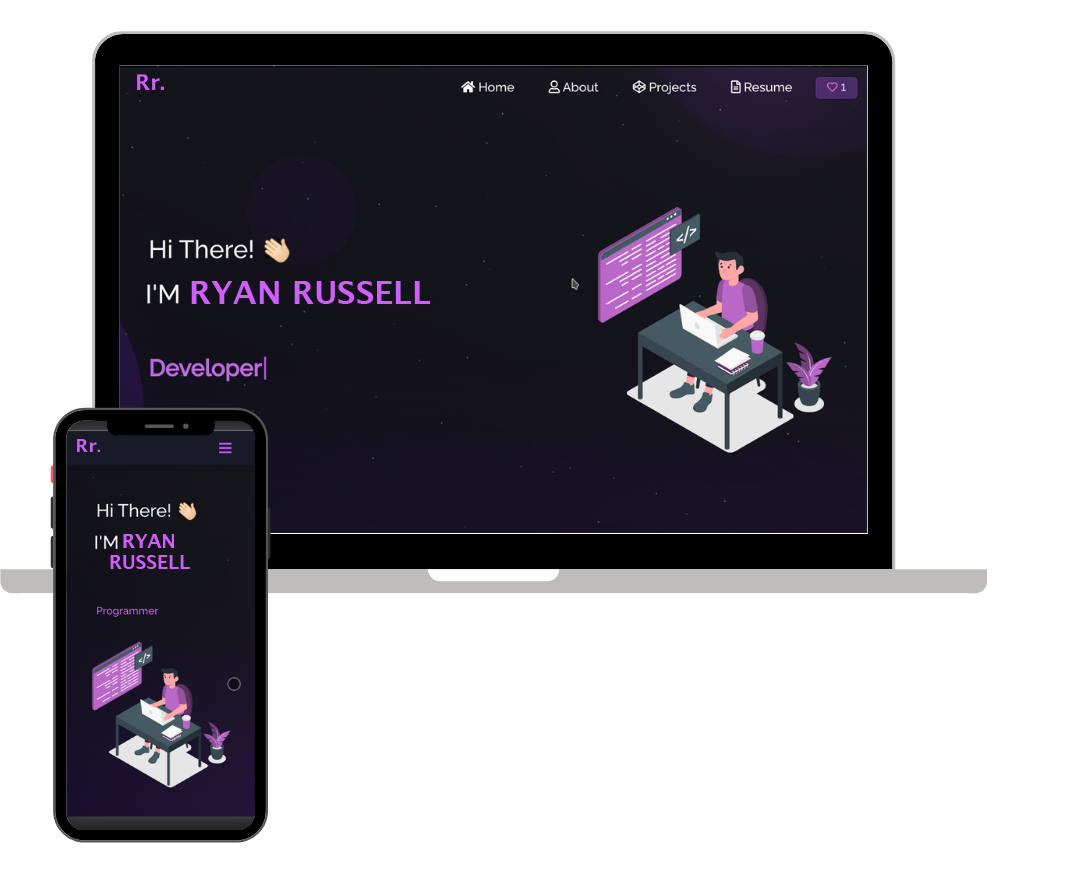 Rr.
Home About Projects Resume 1
Hi There! 👋🏻
I'M RYAN RUSSELL
Developer|
</>
Rr.
Hi There! 👋🏻
I'M RYAN
RUSSELL
Programmer
</>